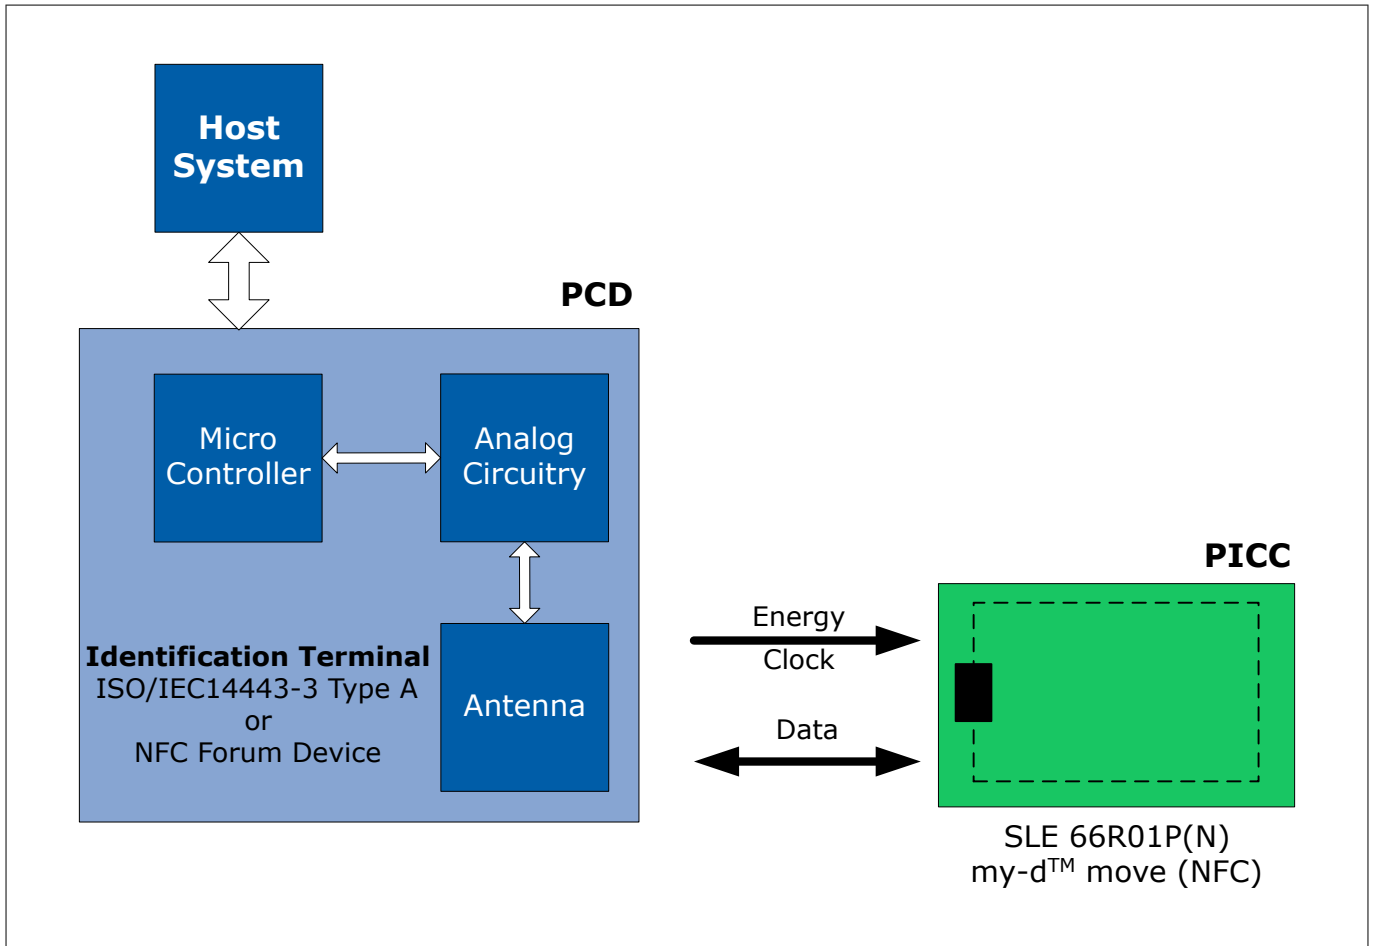 Host
System
PCD
Micro
Controller
Analog
Circuitry
Identification Terminal
ISO/IEC14443-3 Type A
or
NFC Forum Device
Antenna
Energy
Clock
Data
PICC
SLE 66R01P(N)
my-d™ move (NFC)